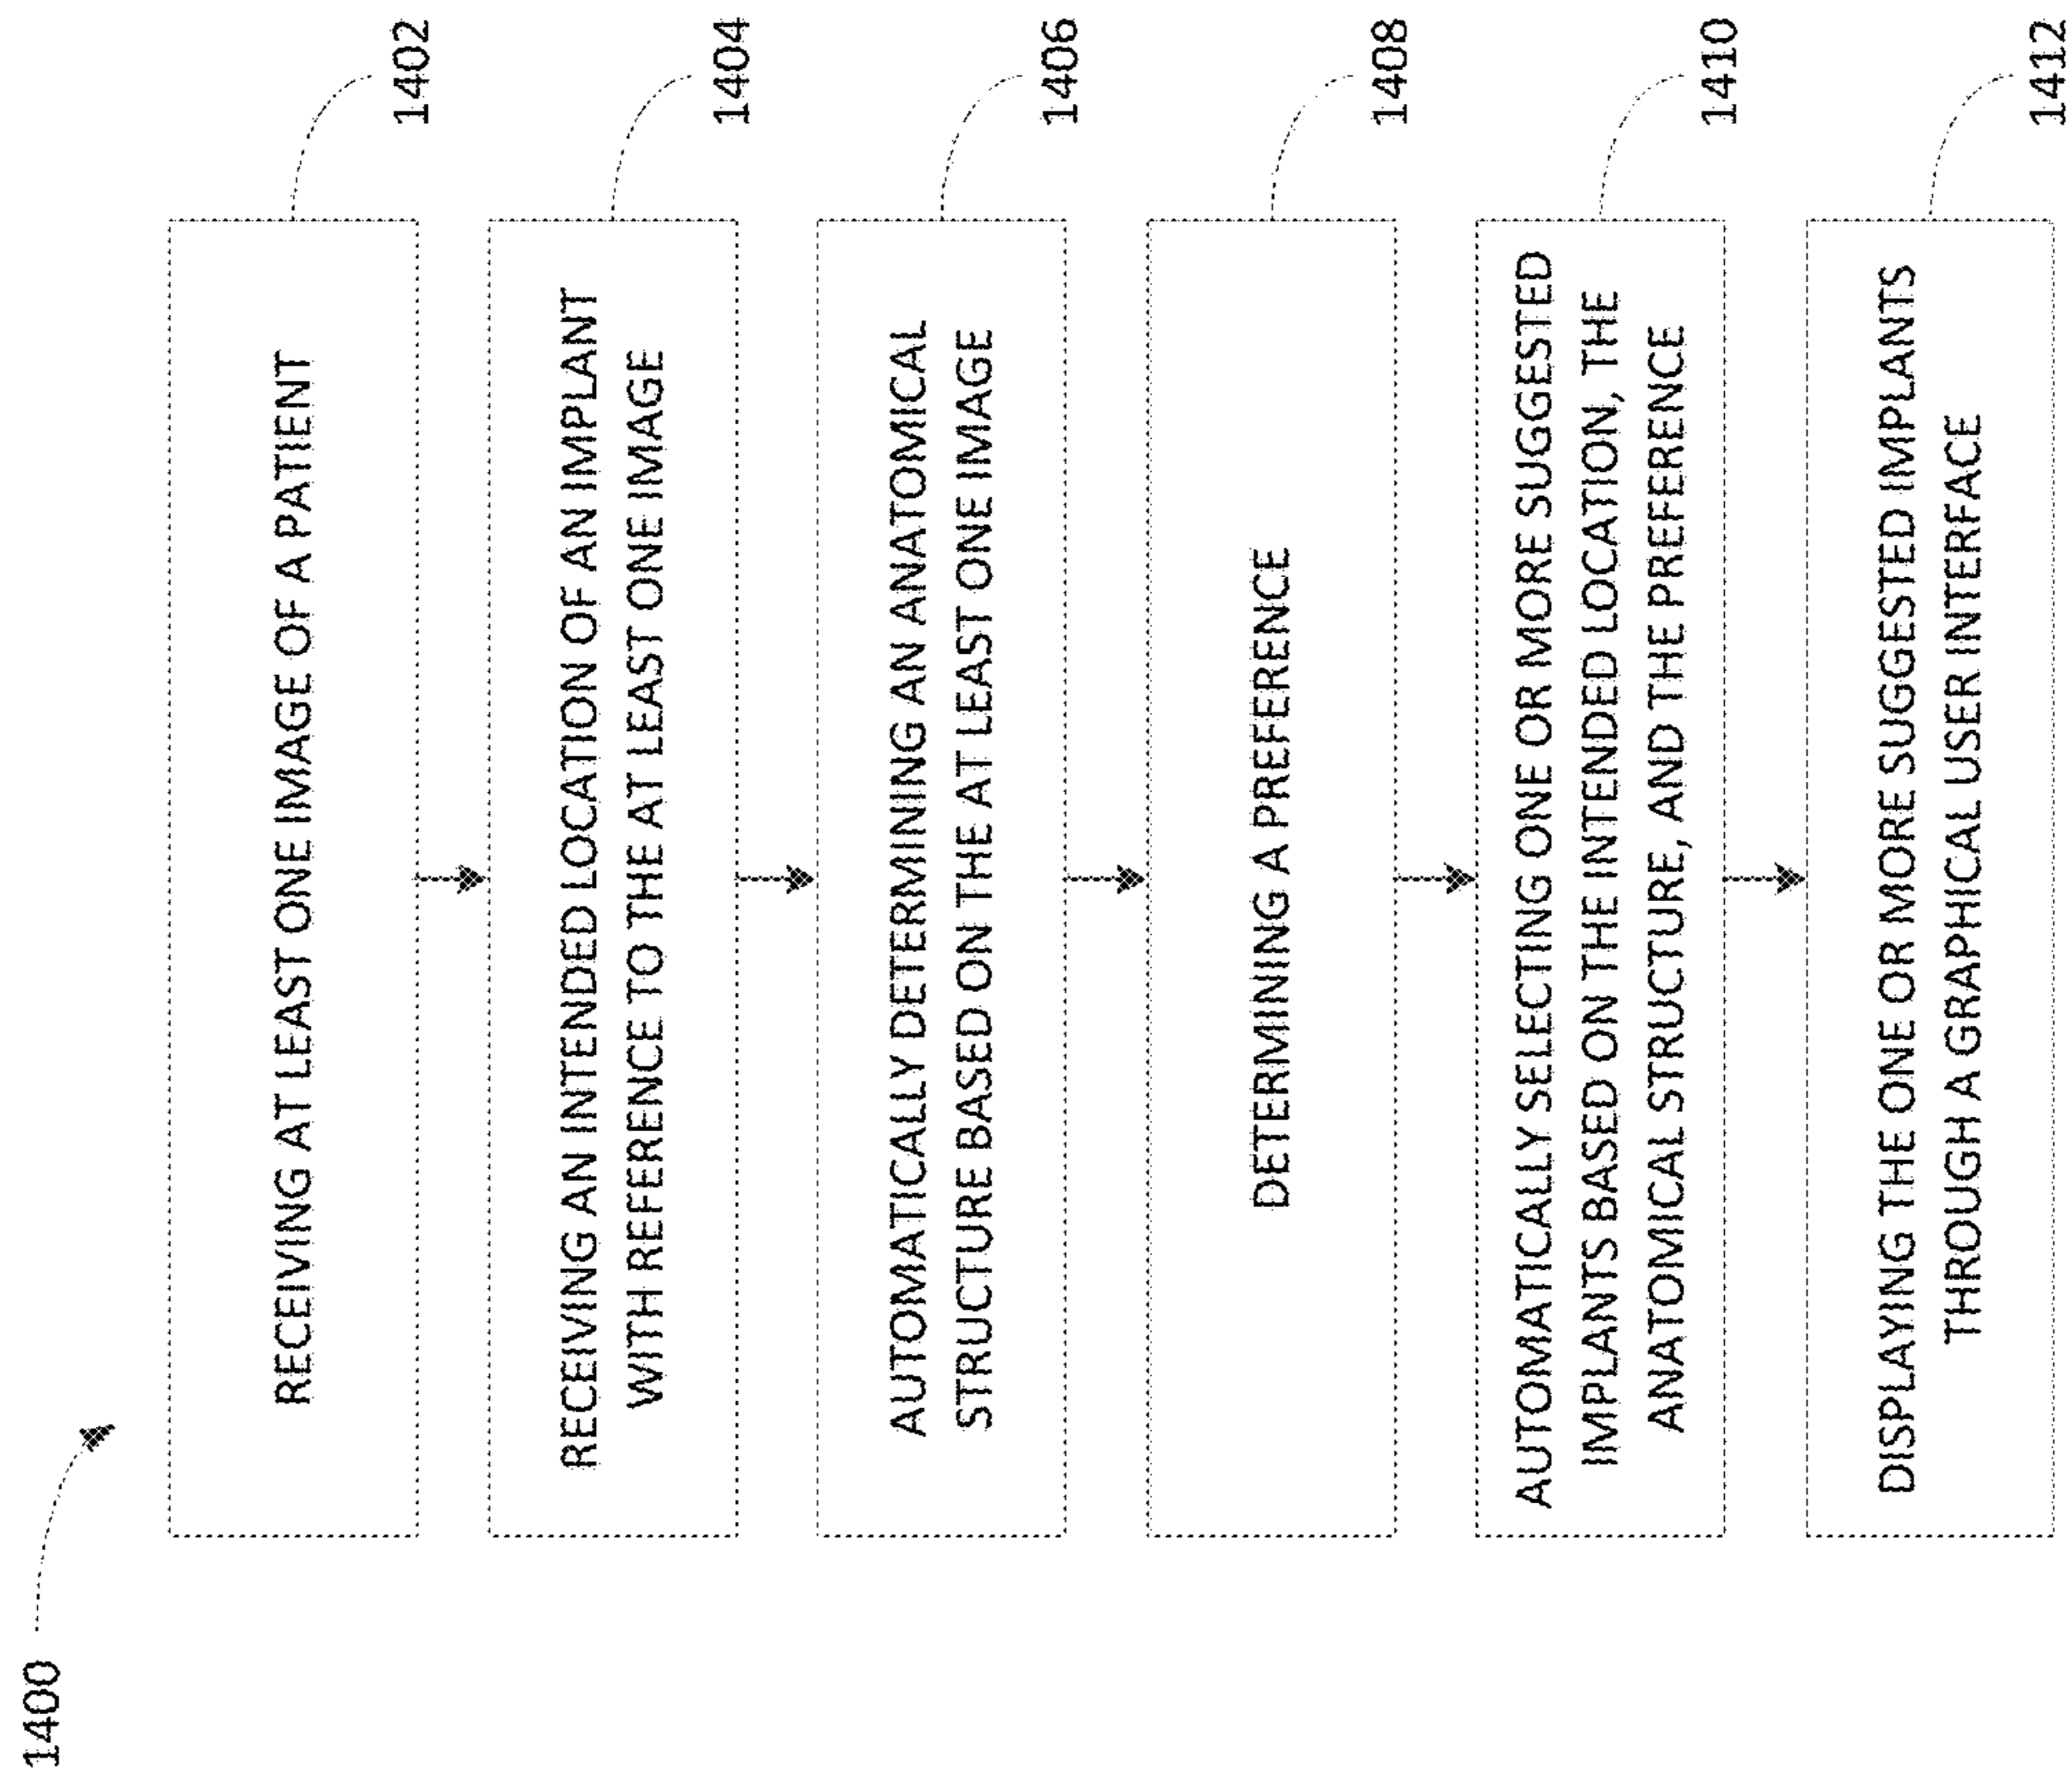 1400
RECEIVING AT LEAST ONE IMAGE OF A PATIENT
1402
RECEIVING AN INTENDED LOCATION OF AN IMPLANT
WITH REFERENCE TO THE AT LEAST ONE IMAGE
1404
AUTOMATICALLY DETERMINING AN ANATOMICAL
STRUCTURE BASED ON THE AT LEAST ONE IMAGE
1406
DETERMINING A PREFERENCE
1408
AUTOMATICALLY SELECTING ONE OR MORE SUGGESTED
IMPLANTS BASED ON THE INTENDED LOCATION, THE
ANATOMICAL STRUCTURE, AND THE PREFERENCE
1410
DISPLAYING THE ONE OR MORE SUGGESTED IMPLANTS
THROUGH A GRAPHICAL USER INTERFACE
1412